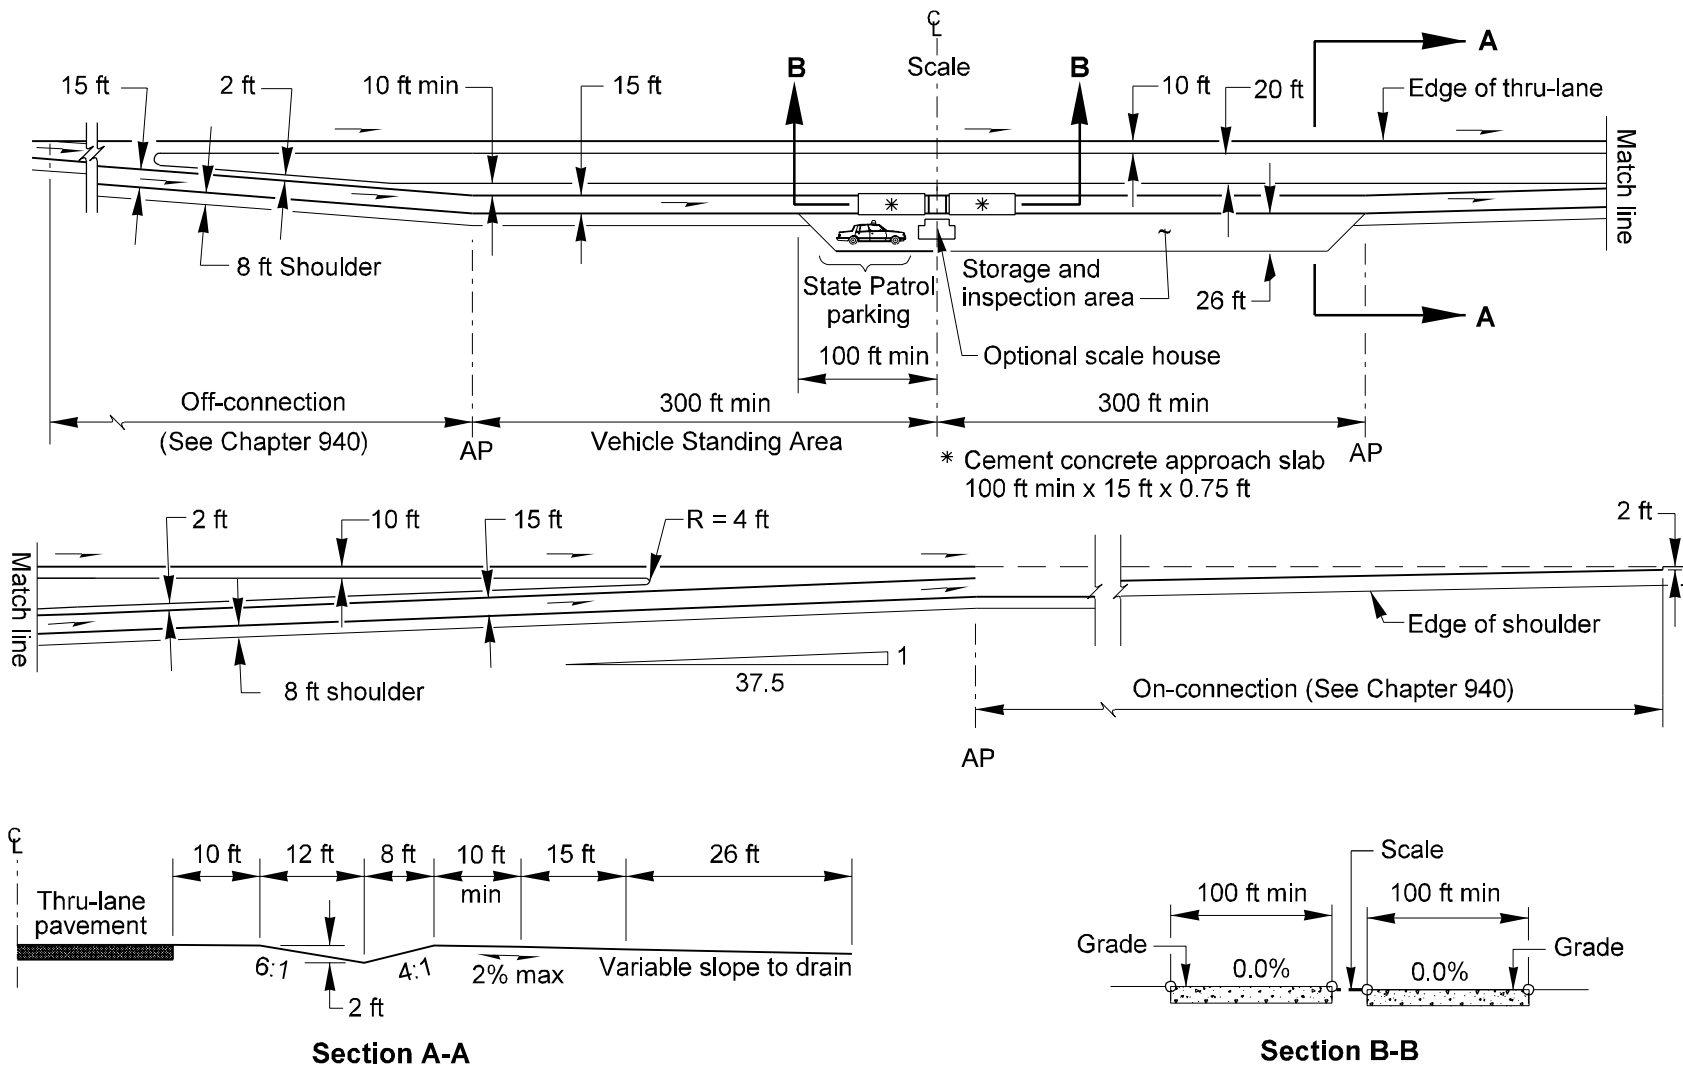 ℄
Scale
A
B
B
15 ft
2 ft
10 ft min
15 ft
10 ft
20 ft
Edge of thru-lane
Match line
8 ft Shoulder
State Patrol
parking
Storage and
inspection area
26 ft
A
100 ft min
Optional scale house
Off-connection
(See Chapter 940)
AP
300 ft min
Vehicle Standing Area
300 ft min
AP
* Cement concrete approach slab
100 ft min x 15 ft x 0.75 ft
*
*
Match line
2 ft
10 ft
15 ft
R = 4 ft
2 ft
Edge of shoulder
8 ft shoulder
1
37.5
On-connection (See Chapter 940)
AP
℄
10 ft
12 ft
8 ft
10 ft
min
15 ft
26 ft
Thru-lane
pavement
6:1
4:1
2% max
Variable slope to drain
2 ft
Section A-A
Scale
100 ft min
100 ft min
Grade
0.0%
0.0%
Grade
Section B-B